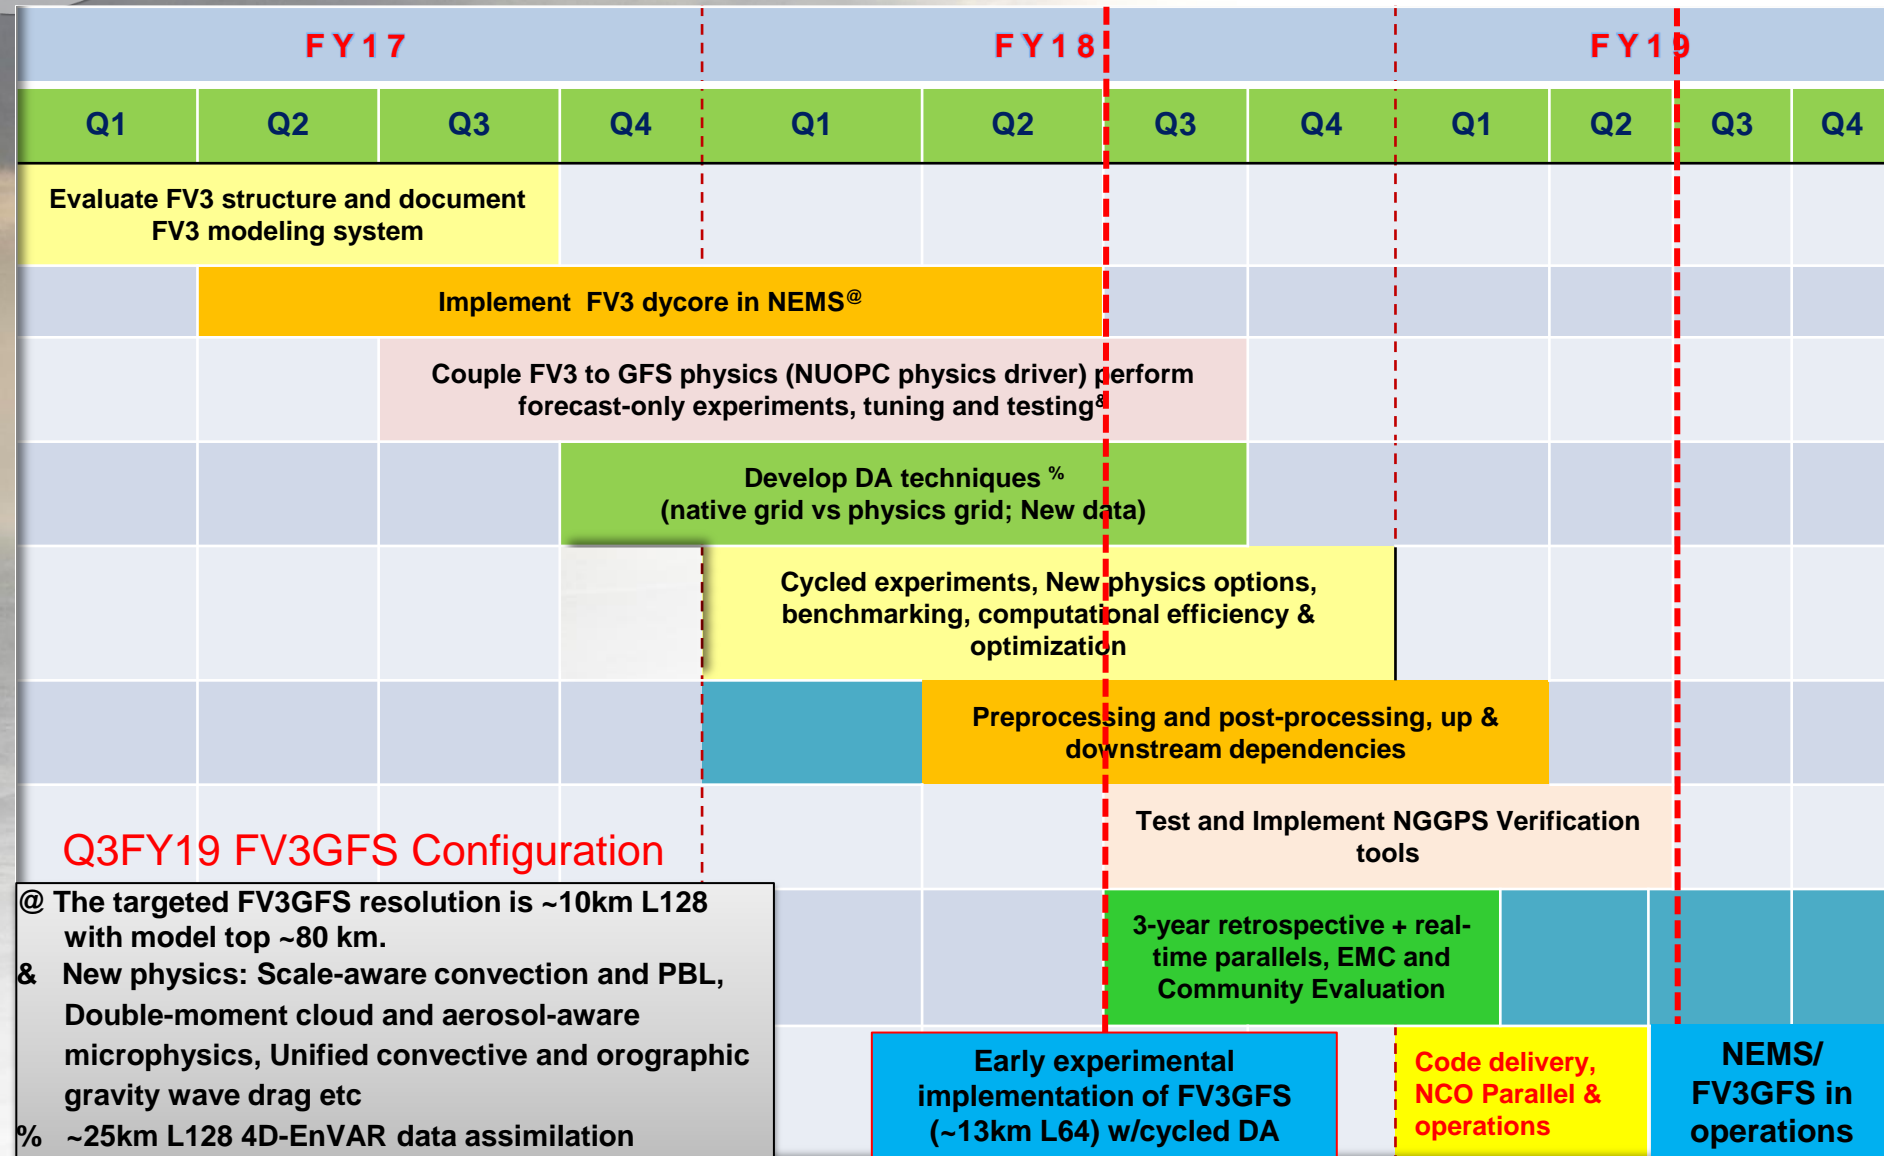 FY17 FY18 FY19
Q1 Q2 Q3 Q4 Q1 Q2 Q3 Q4 Q1 Q2 Q3 Q4
Evaluate FV3 structure and document
FV3 modeling system
Implement FV3 dycore in NEMS@
Couple FV3 to GFS physics (NUOPC physics driver) perform
forecast-only experiments, tuning and testing&
Develop DA techniques %
(native grid vs physics grid; New data)
Cycled experiments, New physics options,
benchmarking, computational efficiency &
optimization
Preprocessing and post-processing, up &
downstream dependencies
Test and Implement NGGPS Verification
tools
Q3FY19 FV3GFS Configuration
@ The targeted FV3GFS resolution is ~10km L128
with model top ~80 km.
& New physics: Scale-aware convection and PBL,
Double-moment cloud and aerosol-aware
microphysics, Unified convective and orographic
gravity wave drag etc
% ~25km L128 4D-EnVAR data assimilation
3-year retrospective + real-
time parallels, EMC and
Community Evaluation
Early experimental
implementation of FV3GFS
(~13km L64) w/cycled DA
Code delivery,
NCO Parallel &
operations
NEMS/
FV3GFS in
operations